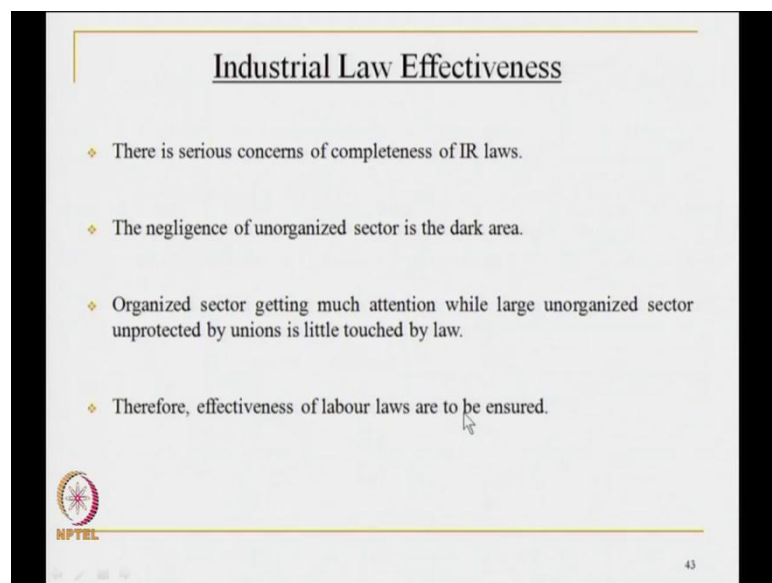 Industrial Law Effectiveness
There is serious concerns of completeness of IR laws.
The negligence of unorganized sector is the dark area.
Organized sector getting much attention while large unorganized sector
unprotected by unions is little touched by law.
Therefore, effectiveness of labour laws are to be ensured.
NPTEL
43